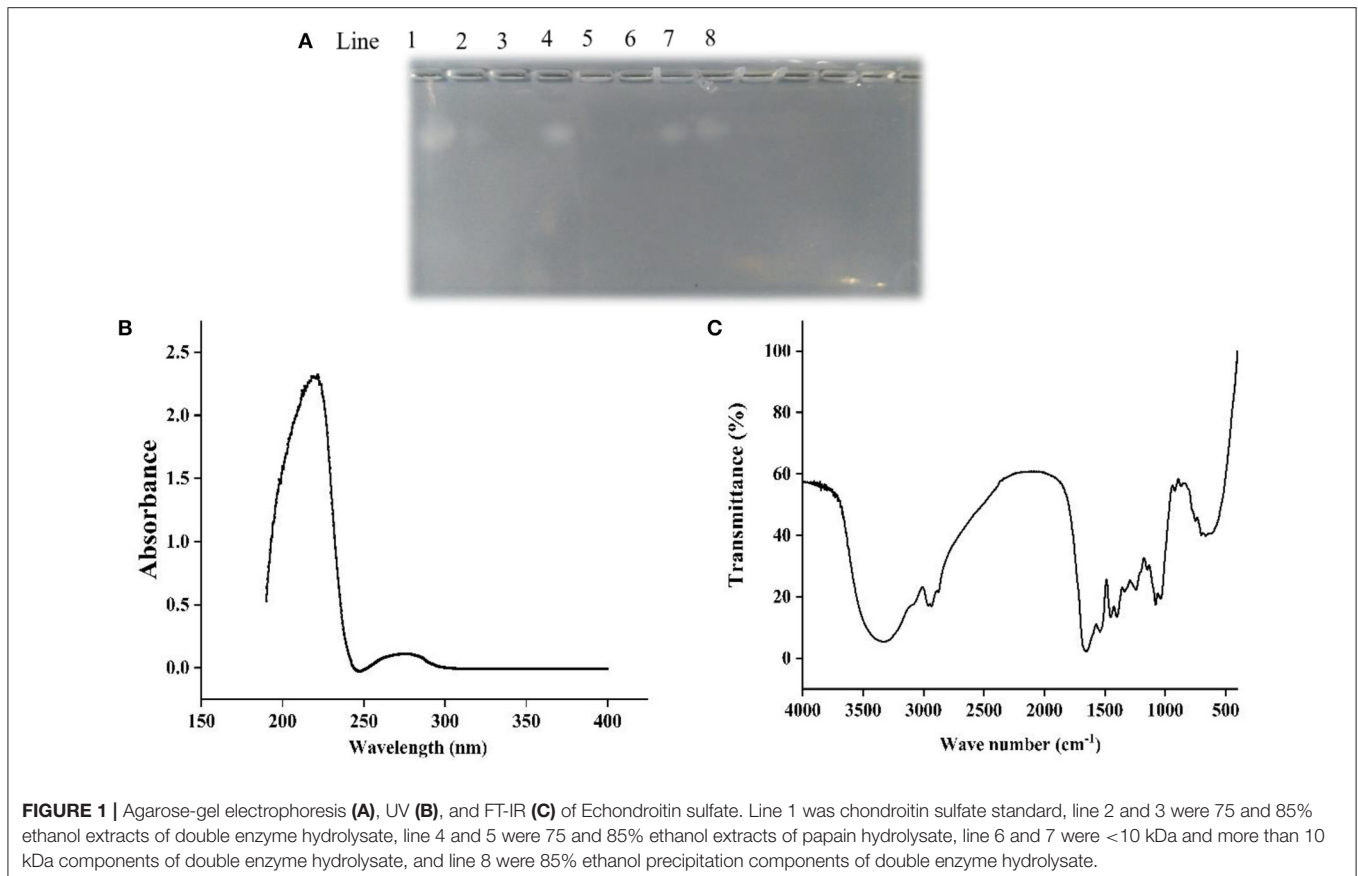 A Line 1 2 3 4 5 6 7 8
B
2.5
2.0
1.5
1.0
0.5
0.0
Absorbance
150 200 250 300 350 400
Wavelength (nm)
C
100
80
60
40
20
0
Transmittance (%)
4000 3500 3000 2500 2000 1500 1000 500
Wave number (cm⁻¹)
FIGURE 1 | Agarose-gel electrophoresis (A), UV (B), and FT-IR (C) of Echondroitin sulfate. Line 1 was chondroitin sulfate standard, line 2 and 3 were 75 and 85%
ethanol extracts of double enzyme hydrolysate, line 4 and 5 were 75 and 85% ethanol extracts of papain hydrolysate, line 6 and 7 were <10 kDa and more than 10
kDa components of double enzyme hydrolysate, and line 8 were 85% ethanol precipitation components of double enzyme hydrolysate.